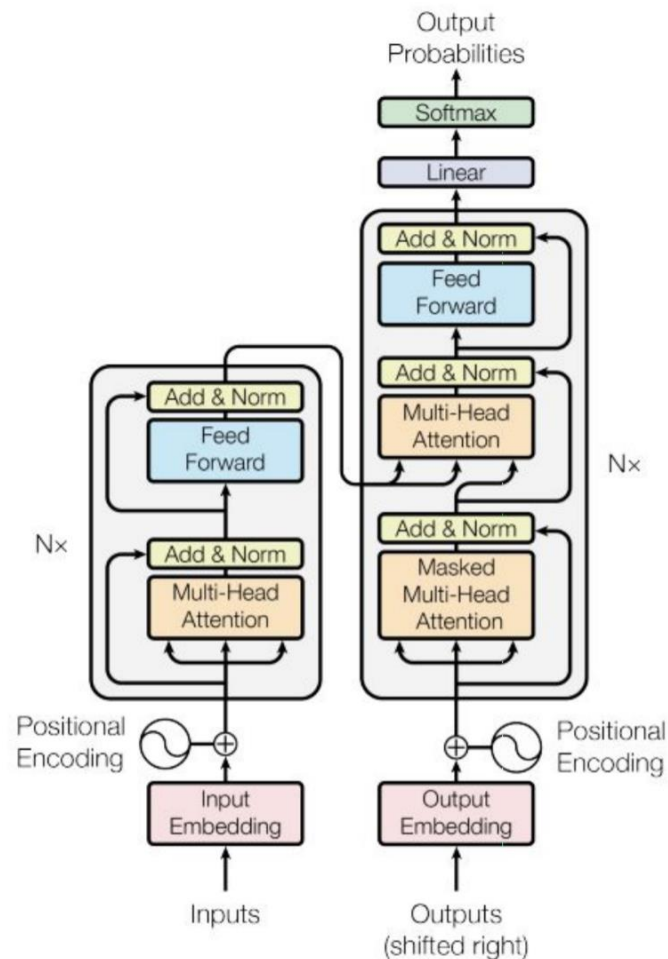 Output
Probabilities
Softmax
Linear
Add & Norm
Feed
Forward
Add & Norm
Multi-Head
Attention
Add & Norm
Masked
Multi-Head
Attention
Nx
Add & Norm
Feed
Forward
Add & Norm
Multi-Head
Attention
Nx
Positional
Encoding
Positional
Encoding
Input
Embedding
Output
Embedding
Inputs
Outputs
(shifted right)